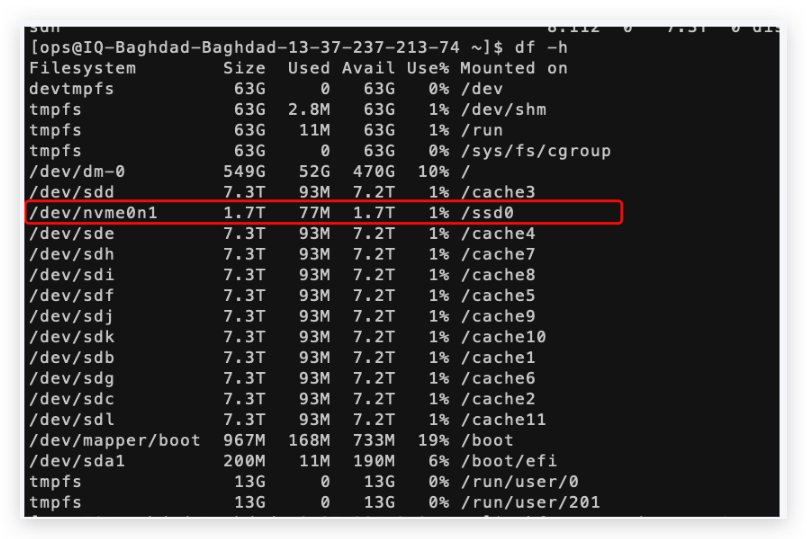 [ops@IQ-Baghdad-Baghdad-13-37-237-213-74 ~]$ df -h
Filesystem Size Used Avail Use% Mounted on
devtmpfs 63G 0 63G 0% /dev
tmpfs 63G 2.8M 63G 1% /dev/shm
tmpfs 63G 11M 63G 1% /run
tmpfs 63G 0 63G 0% /sys/fs/cgroup
/dev/dm-0 549G 52G 470G 10% /
/dev/sdd 7.3T 93M 7.2T 1% /cache3
/dev/nvme0n1 1.7T 77M 1.7T 1% /ssd0
/dev/sde 7.3T 93M 7.2T 1% /cache4
/dev/sdh 7.3T 93M 7.2T 1% /cache7
/dev/sdi 7.3T 93M 7.2T 1% /cache8
/dev/sdf 7.3T 93M 7.2T 1% /cache5
/dev/sdj 7.3T 93M 7.2T 1% /cache9
/dev/sdk 7.3T 93M 7.2T 1% /cache10
/dev/sdb 7.3T 93M 7.2T 1% /cache1
/dev/sdg 7.3T 93M 7.2T 1% /cache6
/dev/sdc 7.3T 93M 7.2T 1% /cache2
/dev/sdl 7.3T 93M 7.2T 1% /cache11
/dev/mapper/boot 967M 168M 733M 19% /boot
/dev/sda1 200M 11M 190M 6% /boot/efi
tmpfs 13G 0 13G 0% /run/user/0
tmpfs 13G 0 13G 0% /run/user/201